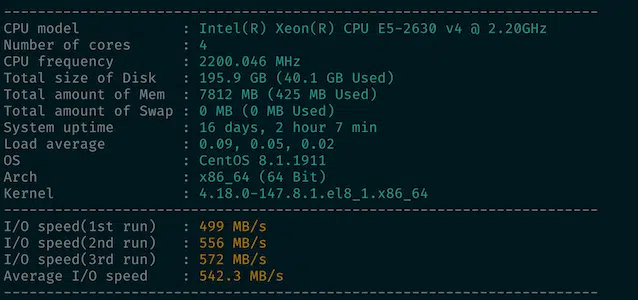 ----------------------------------------------------------------------
CPU model            : Intel(R) Xeon(R) CPU E5-2630 v4 @ 2.20GHz
Number of cores      : 4
CPU frequency        : 2200.046 MHz
Total size of Disk   : 195.9 GB (40.1 GB Used)
Total amount of Mem  : 7812 MB (425 MB Used)
Total amount of Swap : 0 MB (0 MB Used)
System uptime        : 16 days, 2 hour 7 min
Load average         : 0.09, 0.05, 0.02
OS                   : CentOS 8.1.1911
Arch                 : x86_64 (64 Bit)
Kernel               : 4.18.0-147.8.1.el8_1.x86_64
----------------------------------------------------------------------
I/O speed(1st run)   : 499 MB/s
I/O speed(2nd run)   : 556 MB/s
I/O speed(3rd run)   : 572 MB/s
Average I/O speed    : 542.3 MB/s
----------------------------------------------------------------------